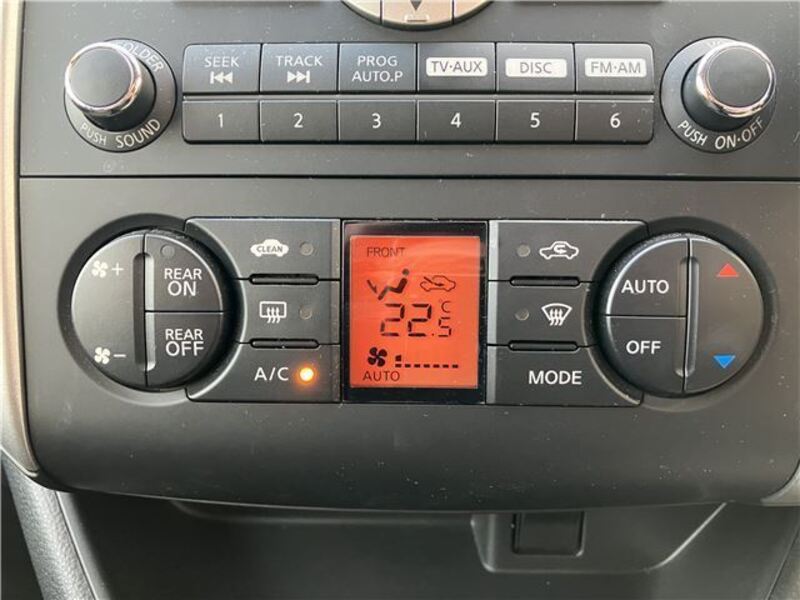 FOLDER
PUSH SOUND
SEEK
TRACK
PROG
AUTO.P
TV·AUX
DISC
FM·AM
1
2
3
4
5
6
PUSH ON·OFF
+
-
REAR
ON
REAR
OFF
CLEAN
A/C
FRONT
22.5
°C
AUTO
MODE
AUTO
OFF